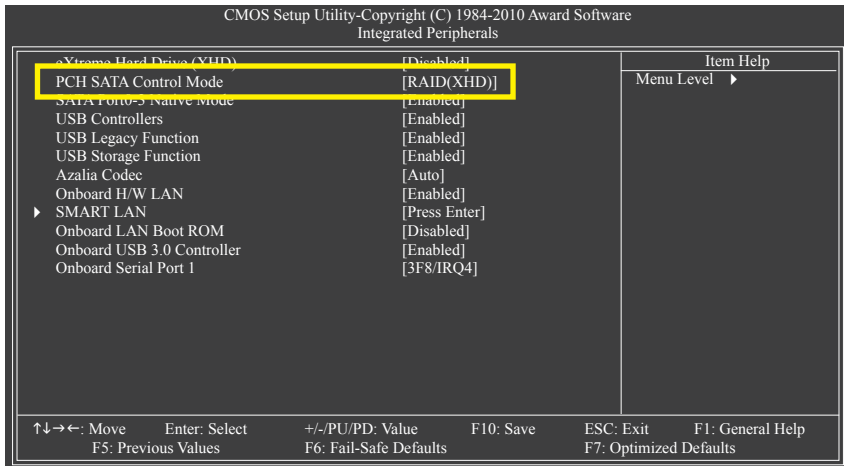 CMOS Setup Utility-Copyright (C) 1984-2010 Award Software
Integrated Peripherals
eXtreme Hard Drive (XHD) [Disabled]
PCH SATA Control Mode [RAID(XHD)]
SATA Port0-3 Native Mode [Enabled]
USB Controllers [Enabled]
USB Legacy Function [Enabled]
USB Storage Function [Enabled]
Azalia Codec [Auto]
Onboard H/W LAN [Enabled]
SMART LAN [Press Enter]
Onboard LAN Boot ROM [Disabled]
Onboard USB 3.0 Controller [Enabled]
Onboard Serial Port 1 [3F8/IRQ4]
Item Help
Menu Level
↑↓→←: Move Enter: Select +/-/PU/PD: Value F10: Save ESC: Exit F1: General Help
F5: Previous Values F6: Fail-Safe Defaults F7: Optimized Defaults